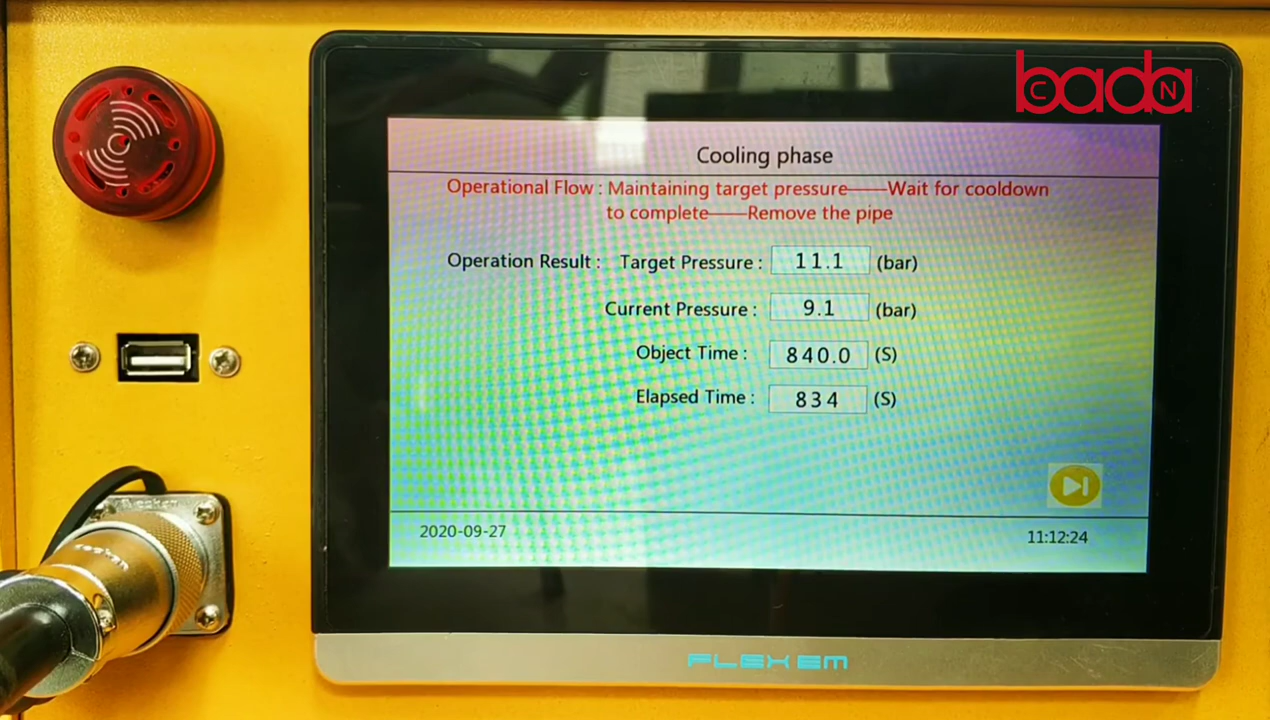 bada
C N
Cooling phase
Operational Flow : Maintaining target pressure——Wait for cooldown
to complete——Remove the pipe
Operation Result : Target Pressure : 11.1 (bar)
Current Pressure : 9.1 (bar)
Object Time : 840.0 (S)
Elapsed Time : 834 (S)
2020-09-27
11:12:24
FLEXEM